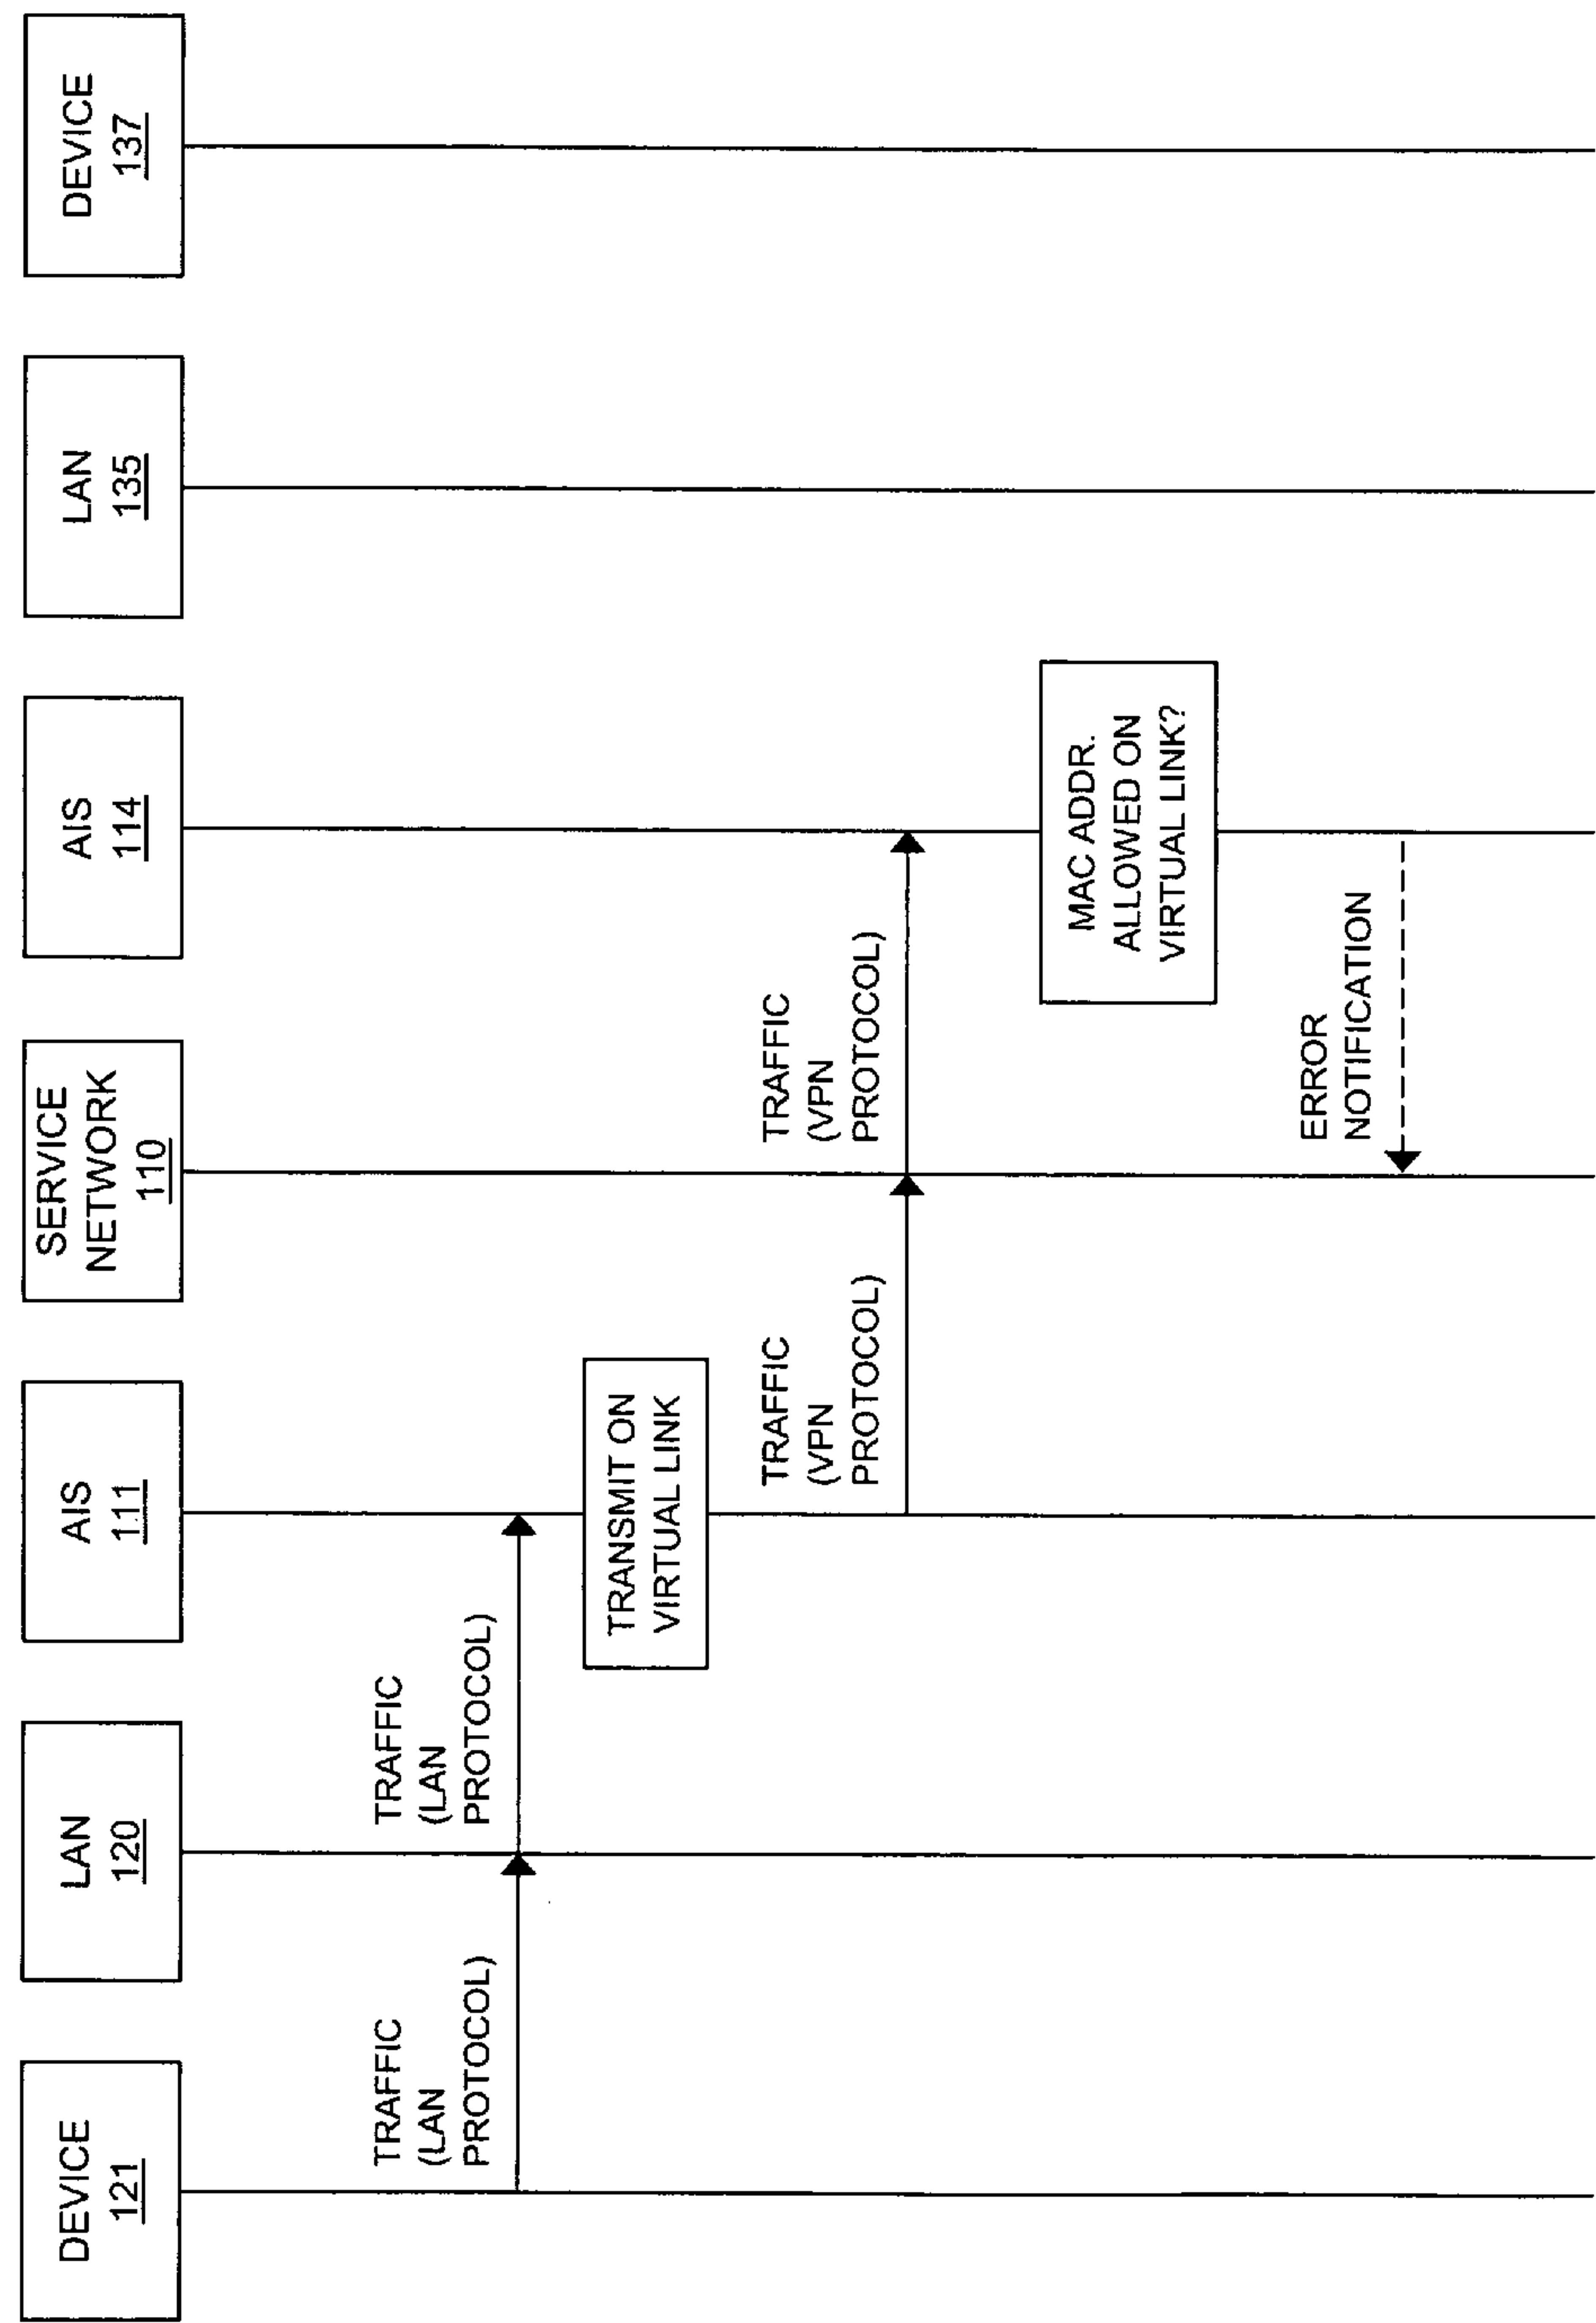 DEVICE
121
LAN
120
AIS
111
SERVICE
NETWORK
110
AIS
114
LAN
135
DEVICE
137
TRAFFIC
(LAN
PROTOCOL)
TRAFFIC
(LAN
PROTOCOL)
TRANSMIT ON
VIRTUAL LINK
TRAFFIC
(VPN
PROTOCOL)
TRAFFIC
(VPN
PROTOCOL)
MAC ADDR.
ALLOWED ON
VIRTUAL LINK?
ERROR
NOTIFICATION